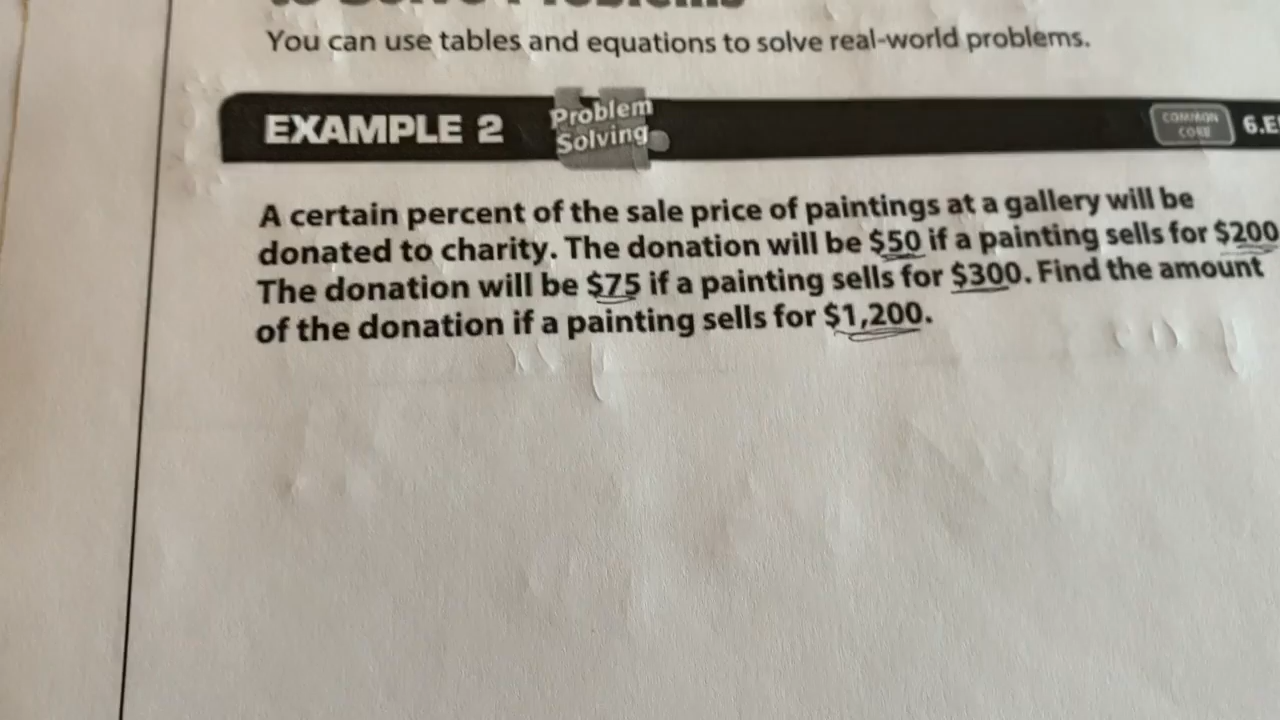 You can use tables and equations to solve real-world problems.
EXAMPLE 2
Problem
Solving
COMMON
CORE
A certain percent of the sale price of paintings at a gallery will be
donated to charity. The donation will be $50 if a painting sells for $200
The donation will be $75 if a painting sells for $300. Find the amount
of the donation if a painting sells for $1,200.